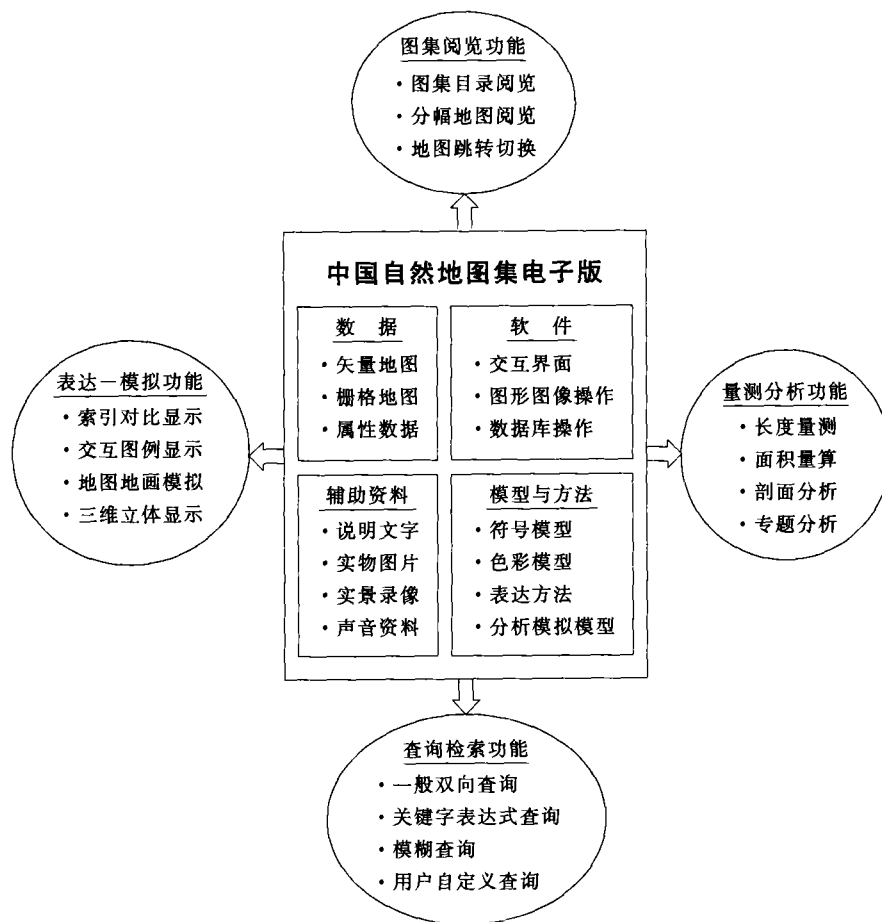 图集阅览功能
·图集目录阅览
·分幅地图阅览
·地图跳转切换
中国自然地图集电子版
数 据
·矢量地图
·栅格地图
·属性数据
软 件
·交互界面
·图形图像操作
·数据库操作
辅助资料
·说明文字
·实物图片
·实景录像
·声音资料
模型与方法
·符号模型
·色彩模型
·表达方法
·分析模拟模型
表达-模拟功能
·索引对比显示
·交互图例显示
·地图地画模拟
·三维立体显示
量测分析功能
·长度量测
·面积量算
·剖面分析
·专题分析
查询检索功能
·一般双向查询
·关键字表达式查询
·模糊查询
·用户自定义查询